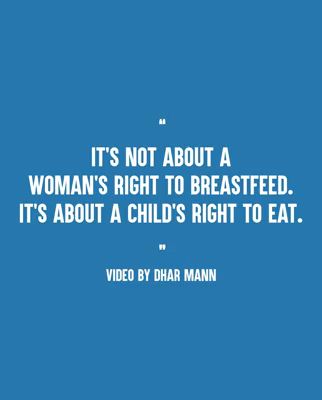 "
IT'S NOT ABOUT A
WOMAN'S RIGHT TO BREASTFEED.
IT'S ABOUT A CHILD'S RIGHT TO EAT.
"
VIDEO BY DHAR MANN